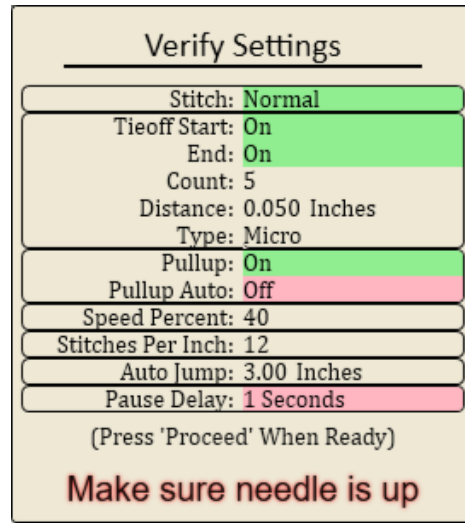 Verify Settings
Stitch: Normal
Tieoff Start: On
End: On
Count: 5
Distance: 0.050 Inches
Type: Micro
Pullup: On
Pullup Auto: Off
Speed Percent: 40
Stitches Per Inch: 12
Auto Jump: 3.00 Inches
Pause Delay: 1 Seconds
(Press 'Proceed' When Ready)
Make sure needle is up